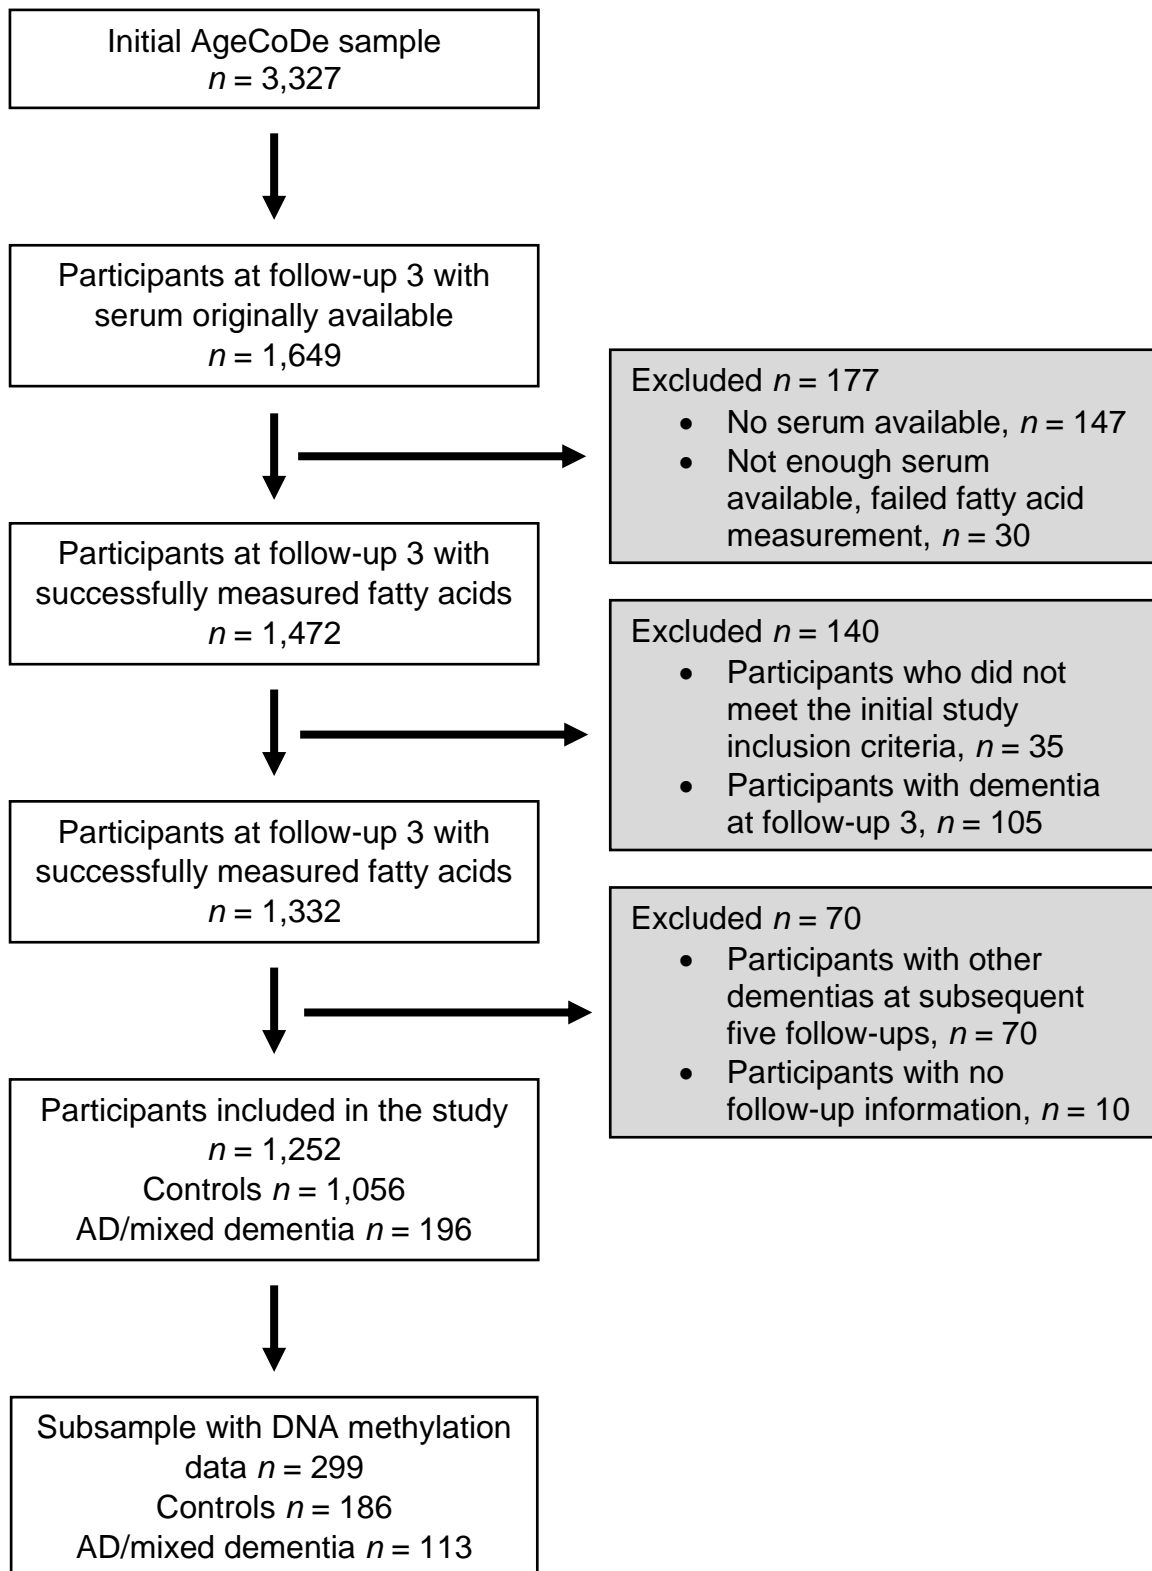 Initial AgeCoDe sample
n = 3,327
Participants at follow-up 3 with
serum originally available
n = 1,649
Excluded n = 177
• No serum available, n = 147
• Not enough serum
available, failed fatty acid
measurement, n = 30
Participants at follow-up 3 with
successfully measured fatty acids
n = 1,472
Excluded n = 140
• Participants who did not
meet the initial study
inclusion criteria, n = 35
• Participants with dementia
at follow-up 3, n = 105
Participants at follow-up 3 with
successfully measured fatty acids
n = 1,332
Excluded n = 70
• Participants with other
dementias at subsequent
five follow-ups, n = 70
• Participants with no
follow-up information, n = 10
Participants included in the study
n = 1,252
Controls n = 1,056
AD/mixed dementia n = 196
Subsample with DNA methylation
data n = 299
Controls n = 186
AD/mixed dementia n = 113